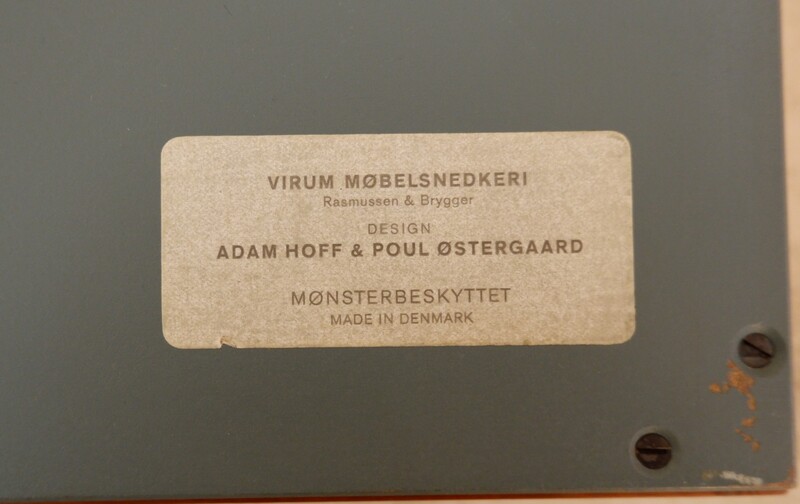 VIRUM MØBELSNEDKERI
Rasmussen & Brygger
DESIGN
ADAM HOFF & POUL ØSTERGAARD
MØNSTERBESKYTTET
MADE IN DENMARK